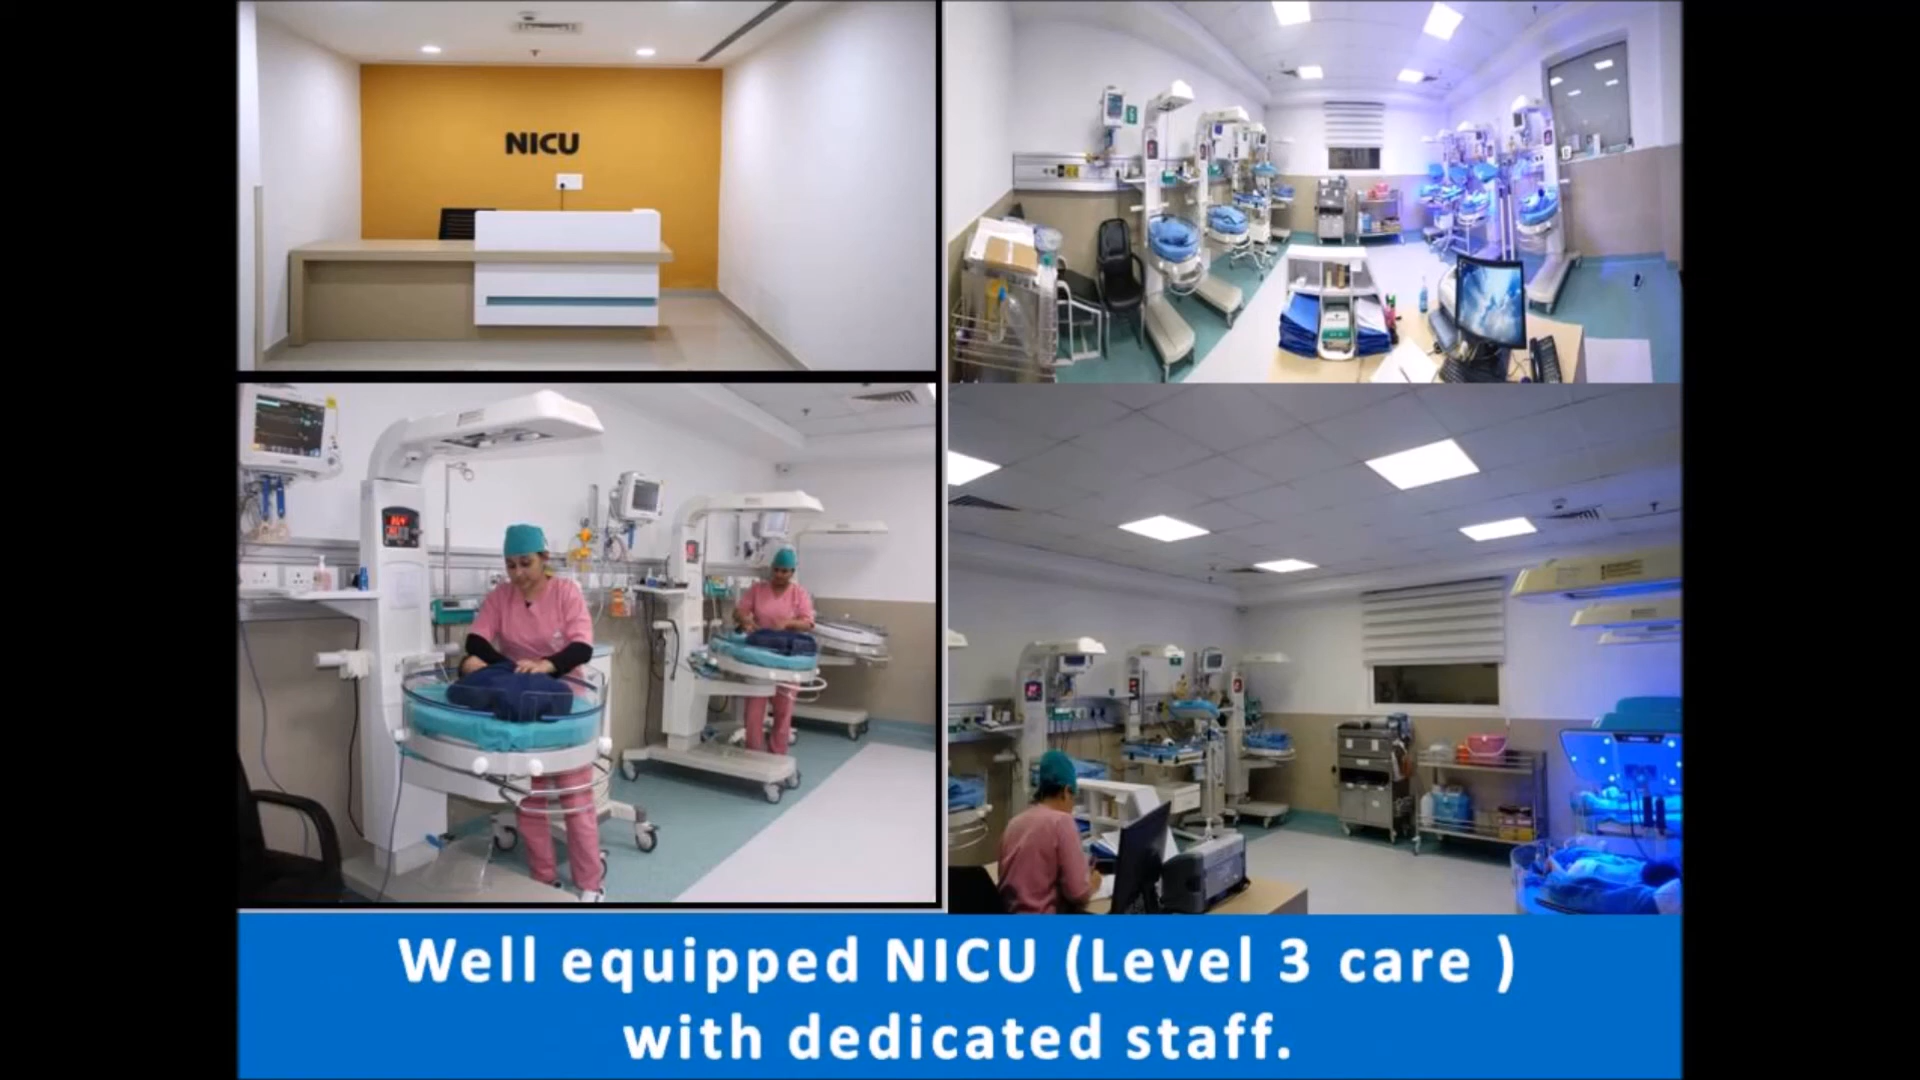 NICU
Well equipped NICU (Level 3 care )
with dedicated staff.